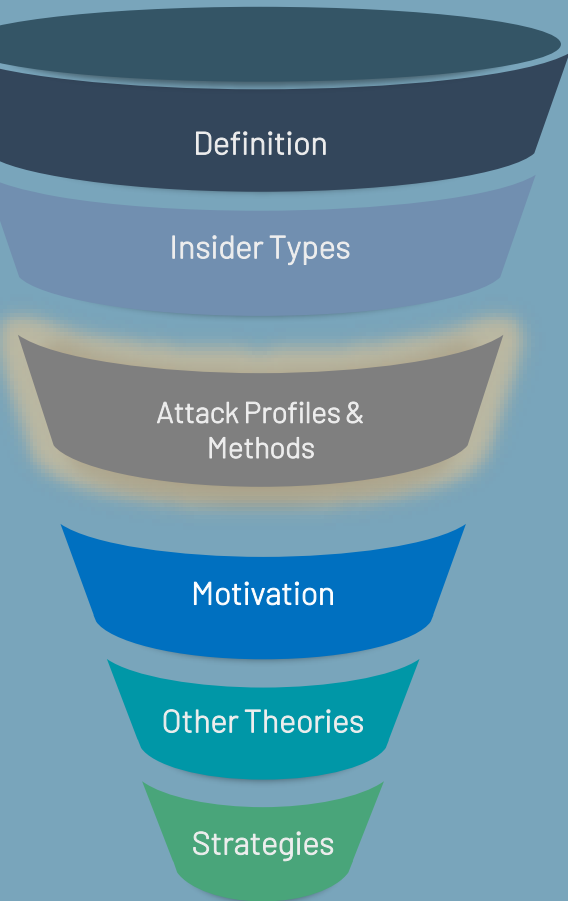 Definition
Insider Types
Attack Profiles &
Methods
Motivation
Other Theories
Strategies